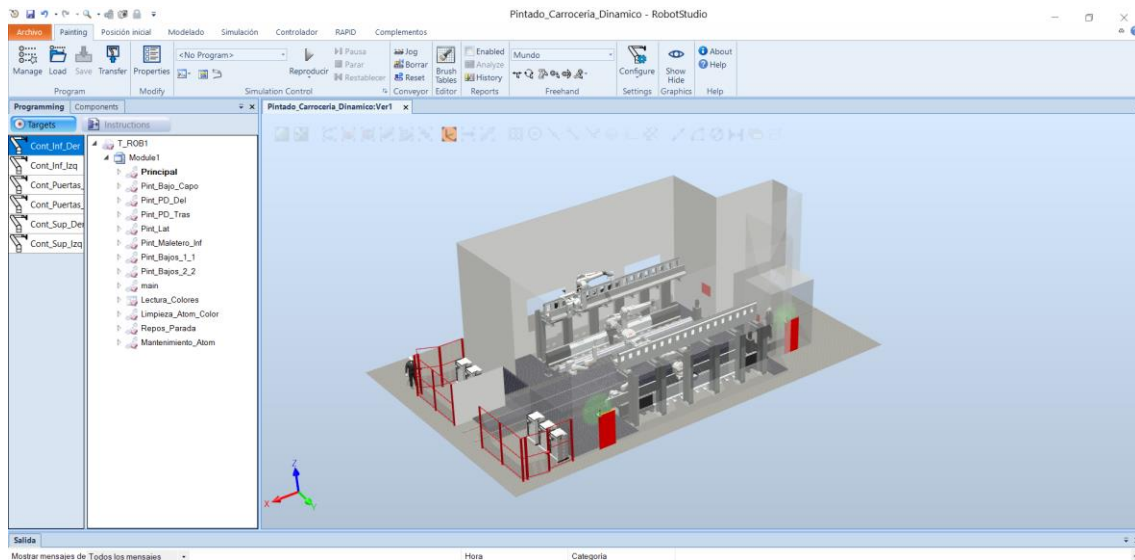 Pintado_Carrocería_Dinamico - RobotStudio
Archivo Painting Posición inicial Modelado Simulación Controlador RAPID Complementos
Manage Load Save Transfer
Program
Properties
Modify
<No Program>
Reproducir
Pausa
Parar
Restablecer
Simulation Control
Jog
Borrar
Reset
Conveyor
Brush
Tables
Editor
Enabled
Analyze
History
Reports
Mundo
Freehand
Configure
Settings
Show
Hide
Graphics
About
Help
Help
Programming Components
Pintado_Carroceria_Dinamico:Ver1
Targets Instructions
Cont_Inf_Der
Cont_Inf_Izq
Cont_Puertas_
Cont_Puertas_
Cont_Sup_Der
Cont_Sup_Izq
T_ROB1
Module1
Principal
Pint_Bajo_Capo
Pint_PD_Del
Pint_PD_Tras
Pint_Lat
Pint_Maletero_Inf
Pint_Bajos_1_1
Pint_Bajos_2_2
main
Lectura_Colores
Limpieza_Atom_Color
Repos_Parada
Mantenimiento_Atom
Z
X
Y
Salida
Mostrar mensajes de Todos los mensajes Hora Categoría